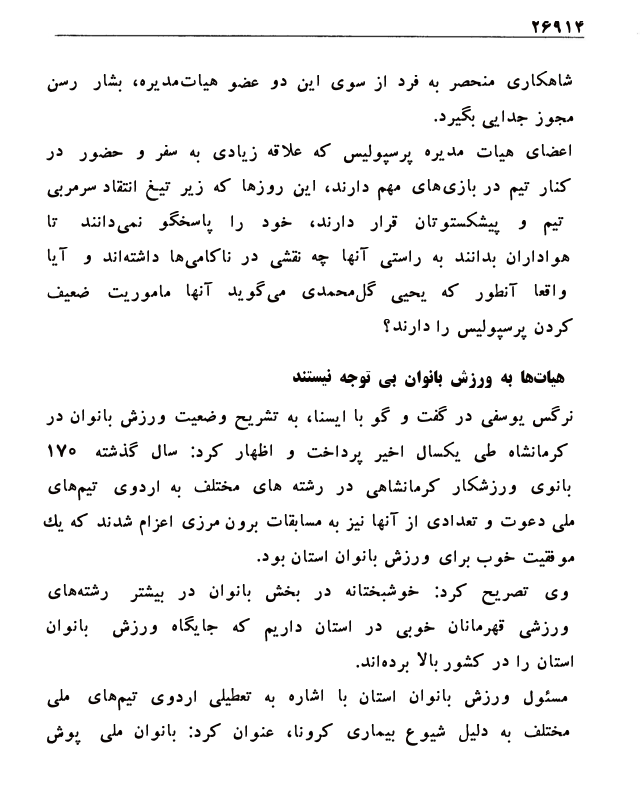 ۲۶۹۱۴
شاهکاری منحصر به فرد از سوی این دو عضو هیات‌مدیره، بشار رسن
مجوز جدایی بگیرد.
اعضای هیات مدیره پرسپولیس که علاقه زیادی به سفر و حضور در
کنار تیم در بازی‌های مهم دارند، این روزها که زیر تیغ انتقاد سرمربی
تیم و پیشکستوتان قرار دارند، خود را پاسخگو نمی‌دانند تا
هواداران بدانند به راستی آنها چه نقشی در ناکامی‌ها داشته‌اند و آیا
واقعا آنطور که یحیی گل‌محمدی می‌گوید آنها ماموریت ضعیف
کردن پرسپولیس را دارند؟
هیات‌ها به ورزش بانوان بی توجه نیستند
نرگس یوسفی در گفت و گو با ایسنا، به تشریح وضعیت ورزش بانوان در
کرمانشاه طی یکسال اخیر پرداخت و اظهار کرد: سال گذشته ۱۷۰
بانوی ورزشکار کرمانشاهی در رشته های مختلف به اردوی تیم‌های
ملی دعوت و تعدادی از آنها نیز به مسابقات برون مرزی اعزام شدند که یك
موفقیت خوب برای ورزش بانوان استان بود.
وی تصریح کرد: خوشبختانه در بخش بانوان در بیشتر رشته‌های
ورزشی قهرمانان خوبی در استان داریم که جایگاه ورزش بانوان
استان را در کشور بالا برده‌اند.
مسئول ورزش بانوان استان با اشاره به تعطیلی اردوی تیم‌های ملی
مختلف به دلیل شیوع بیماری کرونا، عنوان کرد: بانوان ملی پوش